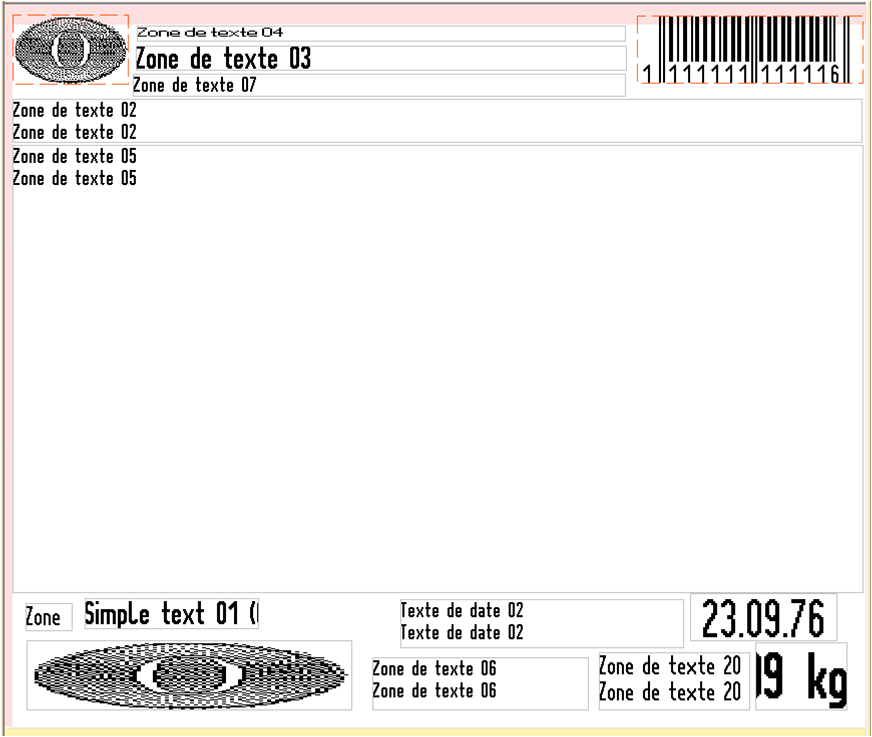 Zone de texte 04
Zone de texte 03
Zone de texte 07
1 111111 111116
Zone de texte 02
Zone de texte 02
Zone de texte 05
Zone de texte 05
Zone
Simple text 01 (
Texte de date 02
Texte de date 02
23.09.76
Zone de texte 06
Zone de texte 06
Zone de texte 20
Zone de texte 20
99 kg